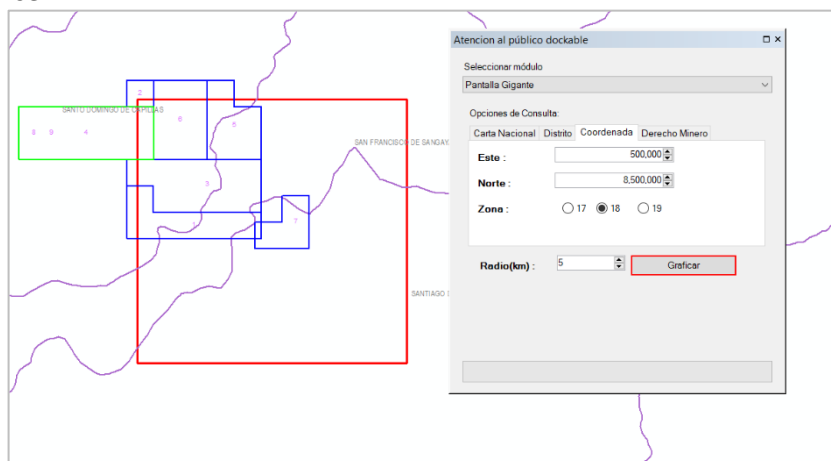 2
SANTO DOMINGO DE CAPILLAS
6
5
8 9 4
SAN FRANCISCO DE SANGAY
3
1
7
SANTIAGO
Atencion al público dockable
Seleccionar módulo
Pantalla Gigante
Opciones de Consulta:
Carta Nacional Distrito Coordenada Derecho Minero
Este : 500,000
Norte : 8,500,000
Zona : 17 18 19
Radio(km) : 5 Graficar